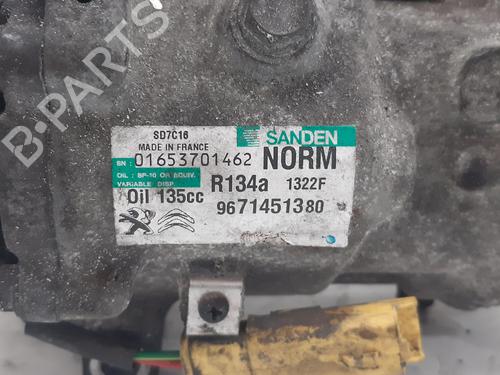 B-PARTS
SD7C16
MADE IN FRANCE
SANDEN
SN: 01653701462 NORM
OIL : SP-10 OR EQUIV.
VARIABLE DISP.
R134a 1322F
Oil 135cc 9671451380